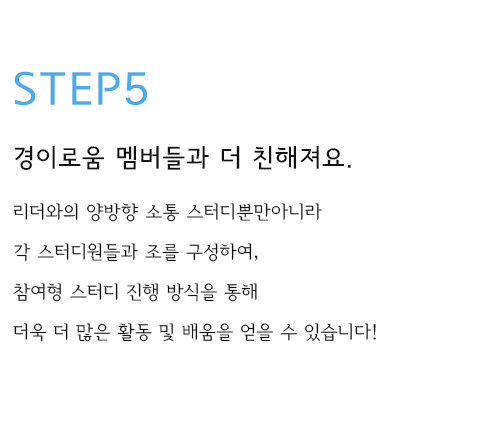 STEP5
경이로움 멤버들과 더 친해져요.
리더와의 양방향 소통 스터디뿐만아니라
각 스터디원들과 조를 구성하여,
참여형 스터디 진행 방식을 통해
더욱 더 많은 활동 및 배움을 얻을 수 있습니다!